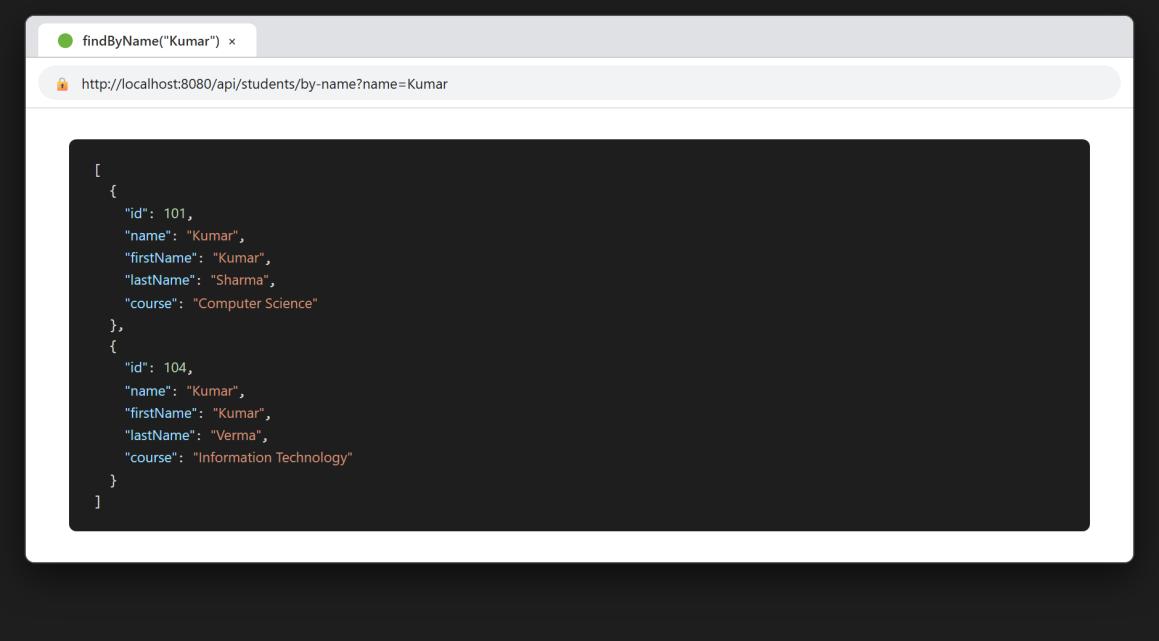 findByName("Kumar") ×
http://localhost:8080/api/students/by-name?name=Kumar
[
  {
    "id": 101,
    "name": "Kumar",
    "firstName": "Kumar",
    "lastName": "Sharma",
    "course": "Computer Science"
  },
  {
    "id": 104,
    "name": "Kumar",
    "firstName": "Kumar",
    "lastName": "Verma",
    "course": "Information Technology"
  }
]